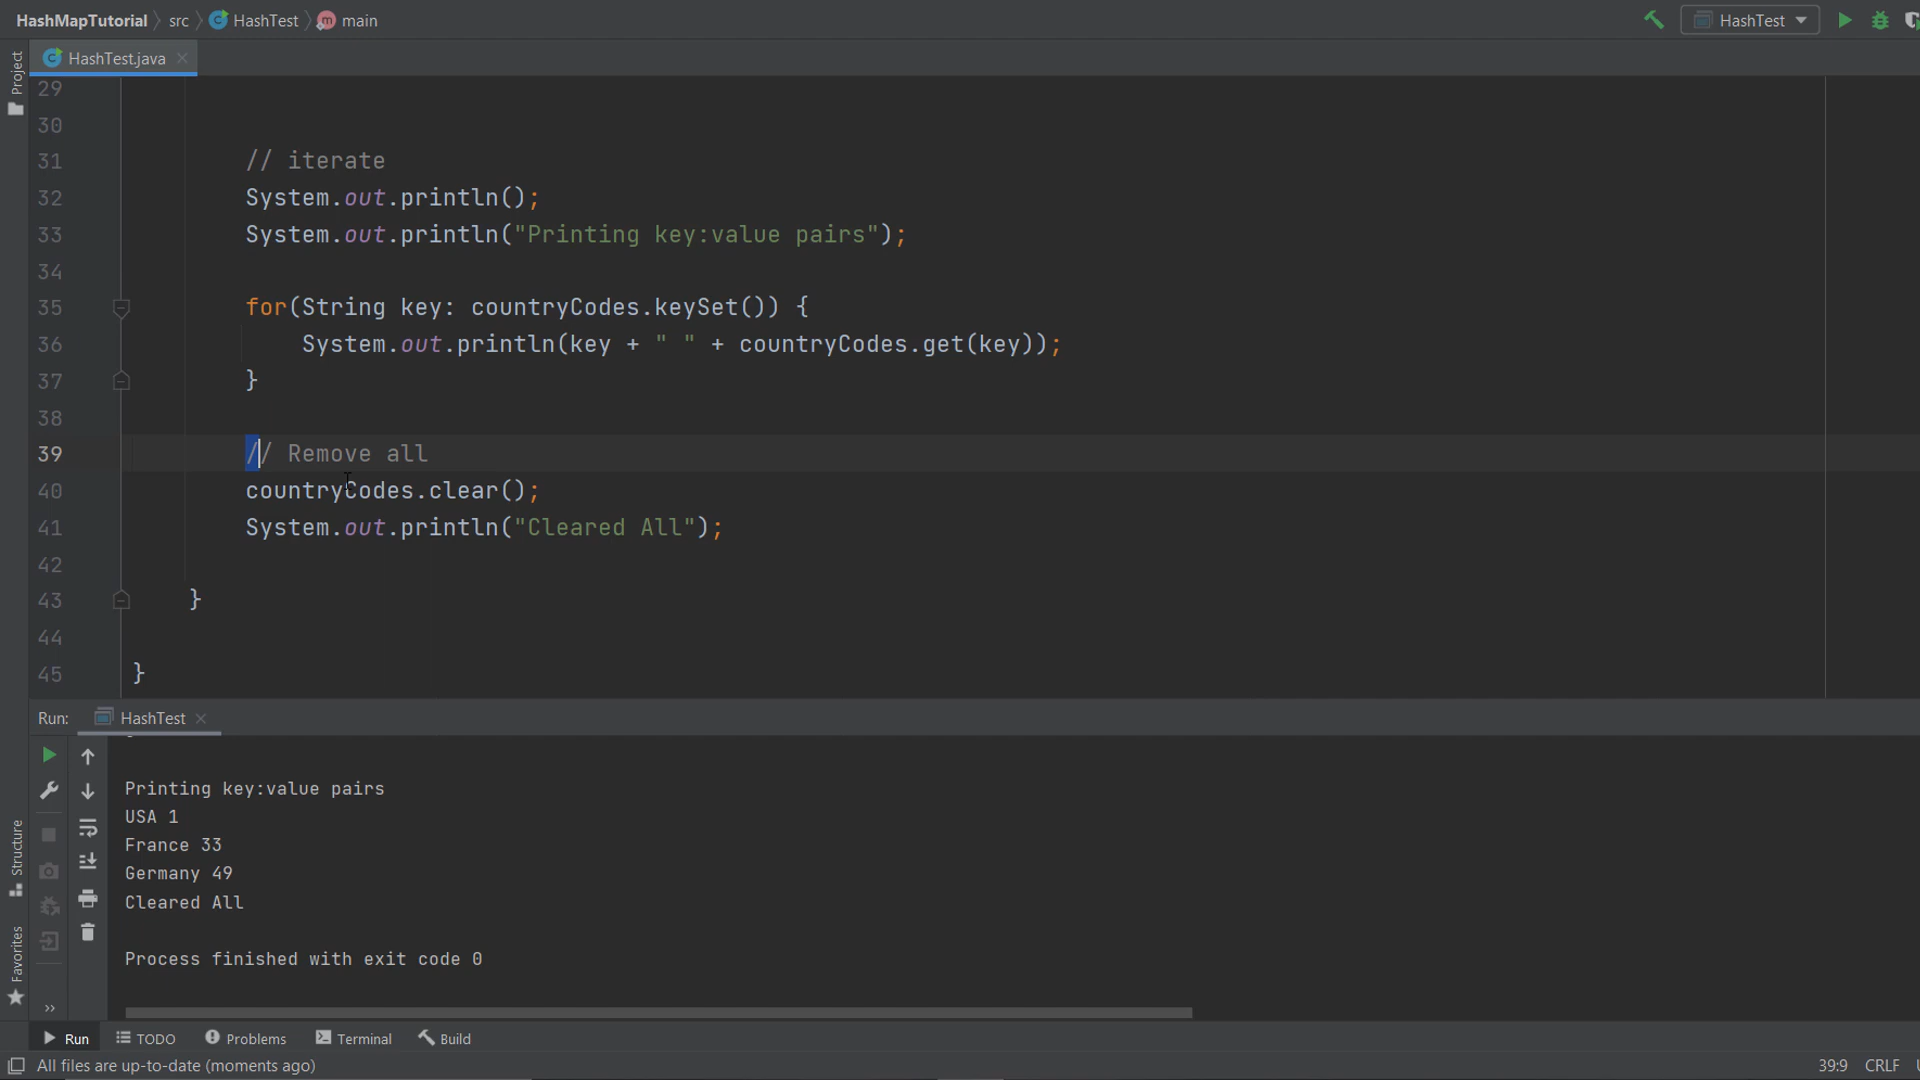 HashMapTutorial src HashTest main HashTest
HashTest.java
Project
29
30
31 // iterate
32 System.out.println();
33 System.out.println("Printing key:value pairs");
34
35 for(String key: countryCodes.keySet()) {
36 System.out.println(key + " " + countryCodes.get(key));
37 }
38
39 // Remove all
40 countryCodes.clear();
41 System.out.println("Cleared All");
42
43 }
44
45 }
Run: HashTest
Printing key:value pairs
USA 1
France 33
Germany 49
Cleared All
Process finished with exit code 0
Structure
Favorites
Run TODO Problems Terminal Build
All files are up-to-date (moments ago) 39:9 CRLF